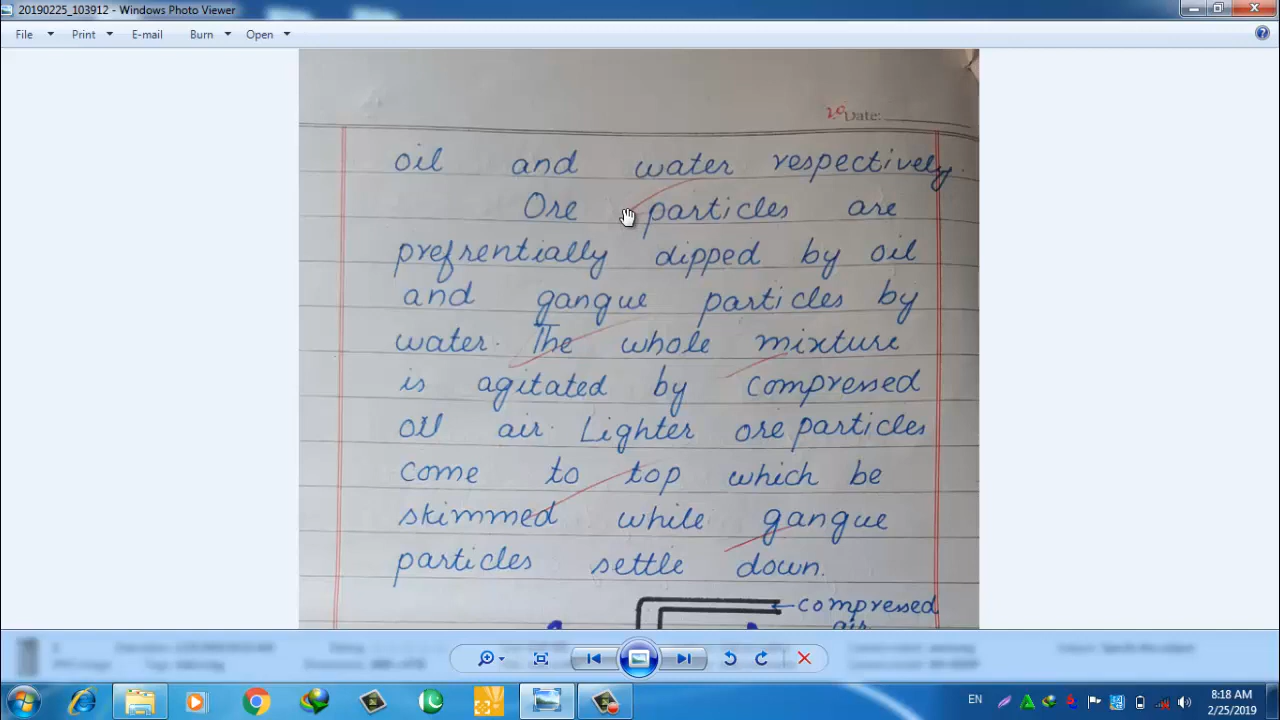 20190225_103912 - Windows Photo Viewer
File Print E-mail Burn Open
20 Date:
oil and water respectively.
Ore particles are
prefrentially dipped by oil
and gangue particles by
water. The whole mixture
is agitated by compressed
air. Lighter ore particles
come to top which be
skimmed while gangue
particles settle down.
compressed
air
EN
8:18 AM
2/25/2019